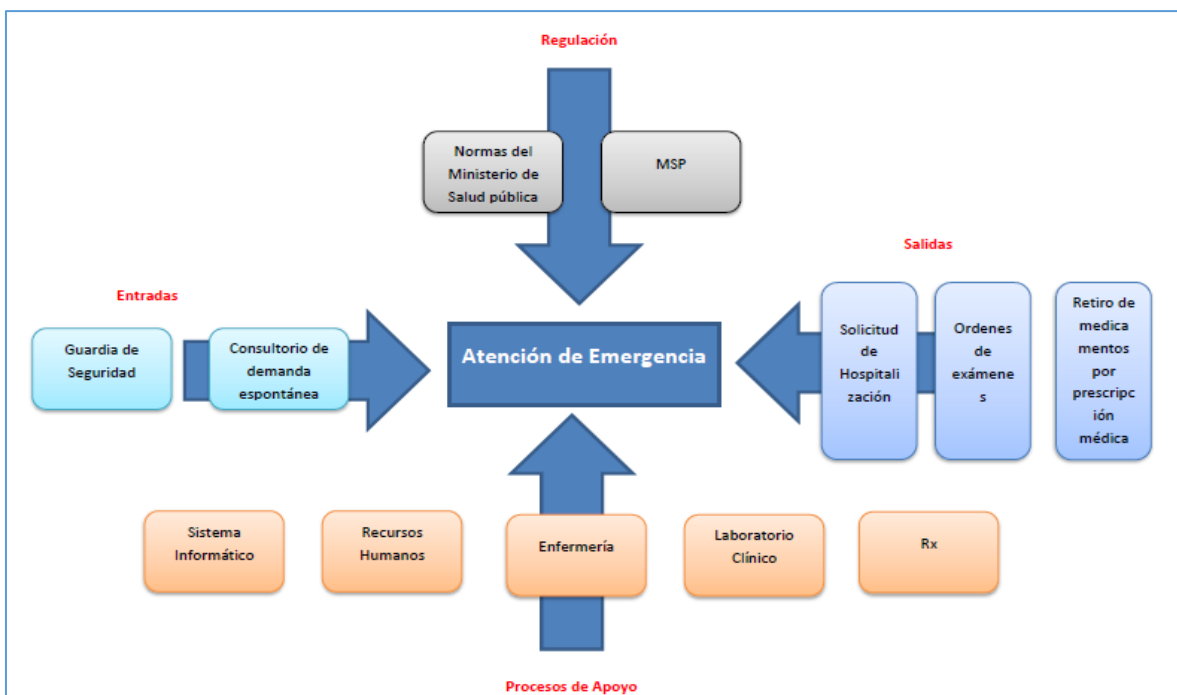 Regulación
Normas del
Ministerio de
Salud pública
MSP
Entradas
Guardia de
Seguridad
Consultorio de
demanda
espontánea
Atención de Emergencia
Salidas
Solicitud
de
Hospitali
zación
Ordenes
de
exámene
s
Retiro de
medica
mentos
por
prescripc
ión
médica
Sistema
Informático
Recursos
Humanos
Enfermería
Laboratorio
Clínico
Rx
Procesos de Apoyo